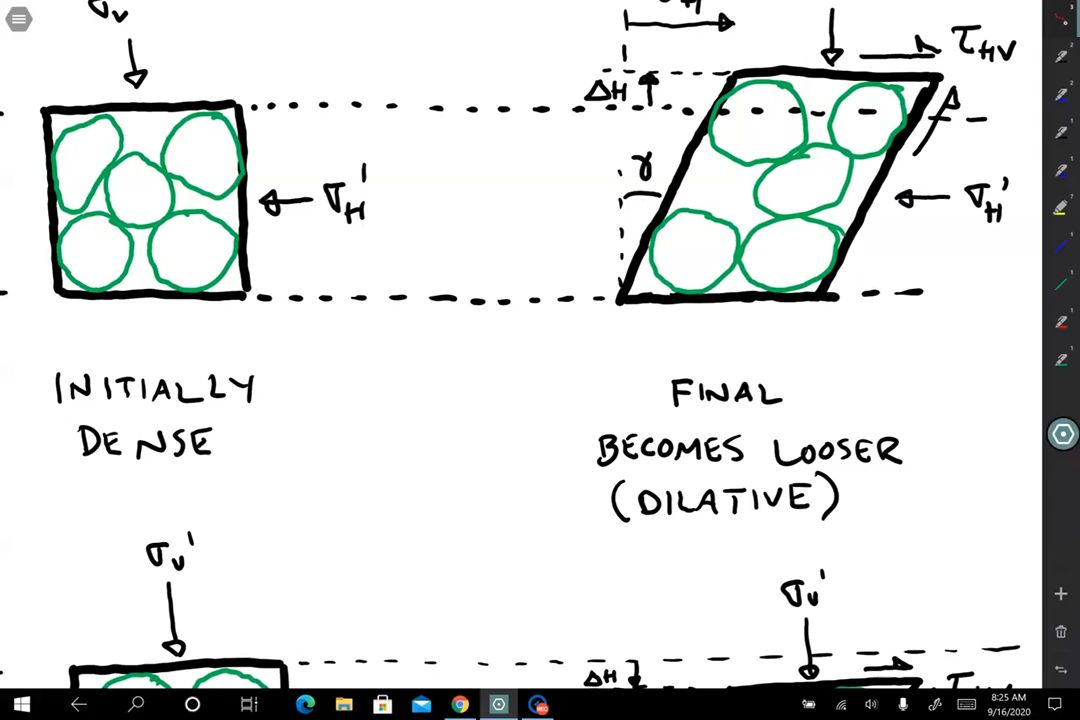 σv
τHV
ΔH
γ
σH'
σH'
INITIALLY
DENSE
FINAL
BECOMES LOOSER
(DILATIVE)
σv'
σv'
ΔH
8:25 AM
9/16/2020